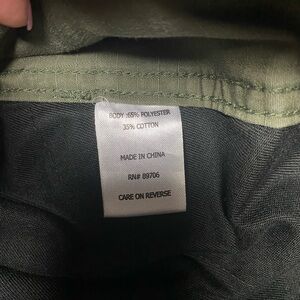 BODY :65% POLYESTER
35% COTTON
MADE IN CHINA
RN# 89706
CARE ON REVERSE